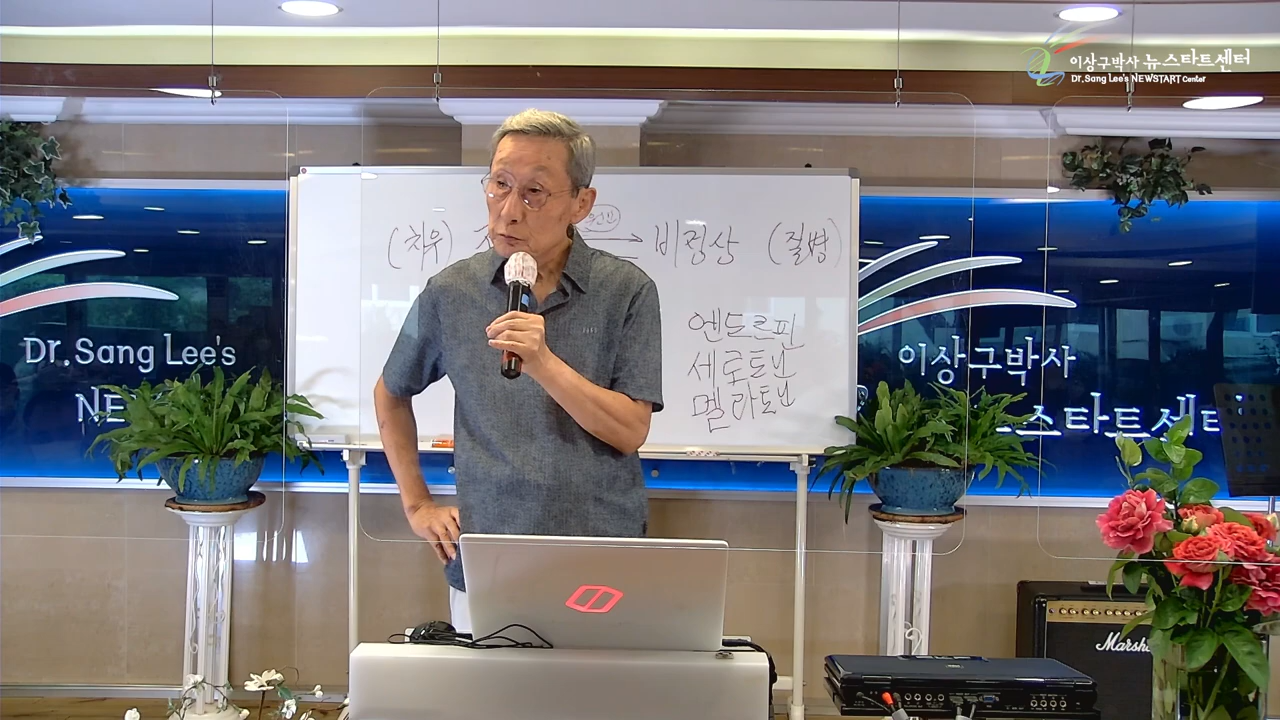 이상구박사 뉴스타트센터
Dr. Sang Lee's NEWSTART Center
(치유)
비정상 (질병)
엔도르핀
세로토닌
멜라토닌
Dr. Sang Lee's
NE
이상구박사
스타트센터
Marsh